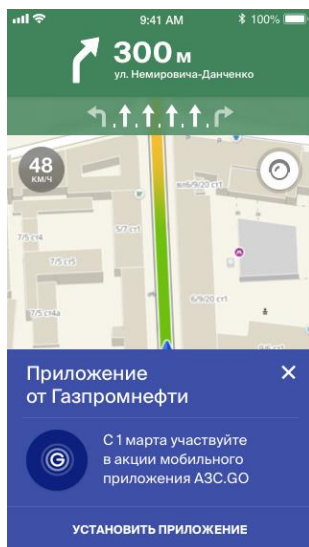 9:41 AM
100%
300 м
ул. Немировича-Данченко
48
км/ч
вл6/9/20 ст1
5/7 ст1
7/5 ст4
7/5 ст5
6/9/20 ст1
7/5 ст4а
Приложение
от Газпромнефти
С 1 марта участвуйте
в акции мобильного
приложения АЗС.GO
УСТАНОВИТЬ ПРИЛОЖЕНИЕ